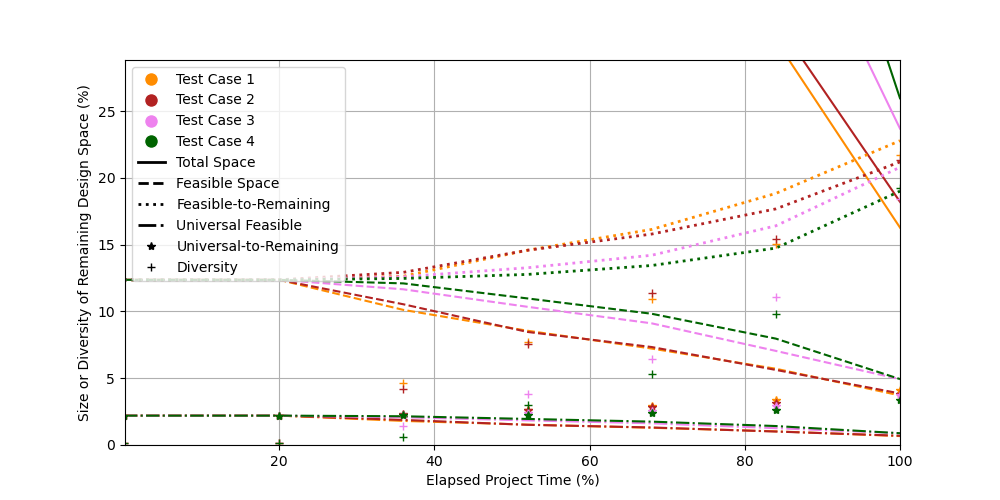 Test Case 1
Test Case 2
Test Case 3
Test Case 4
Total Space
Feasible Space
Feasible-to-Remaining
Universal Feasible
Universal-to-Remaining
Diversity
Size or Diversity of Remaining Design Space (%)
25
20
15
10
5
0
20
40
60
80
100
Elapsed Project Time (%)